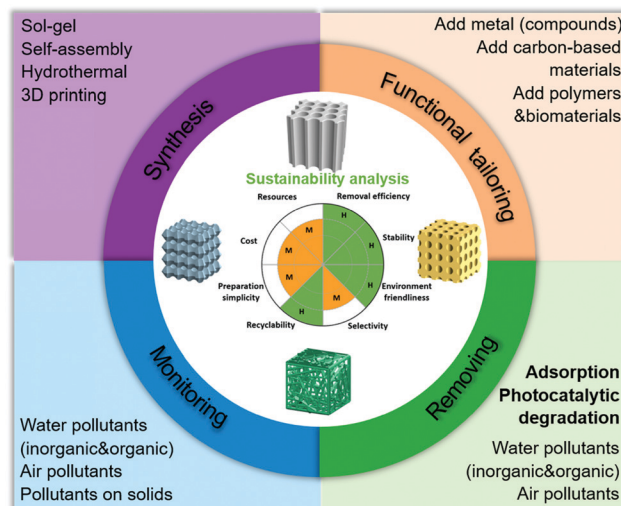 Sol-gel
Self-assembly
Hydrothermal
3D printing
Add metal (compounds)
Add carbon-based
materials
Add polymers
&biomaterials
Synthesis
Functional tailoring
Sustainability analysis
Resources
Removal efficiency
H
M
Cost
Stability
M
H
Preparation
simplicity
M
H
Environment
friendliness
H
M
Recyclability
Selectivity
Monitoring
Removing
Water pollutants
(inorganic&organic)
Air pollutants
Pollutants on solids
Adsorption
Photocatalytic
degradation
Water pollutants
(inorganic&organic)
Air pollutants